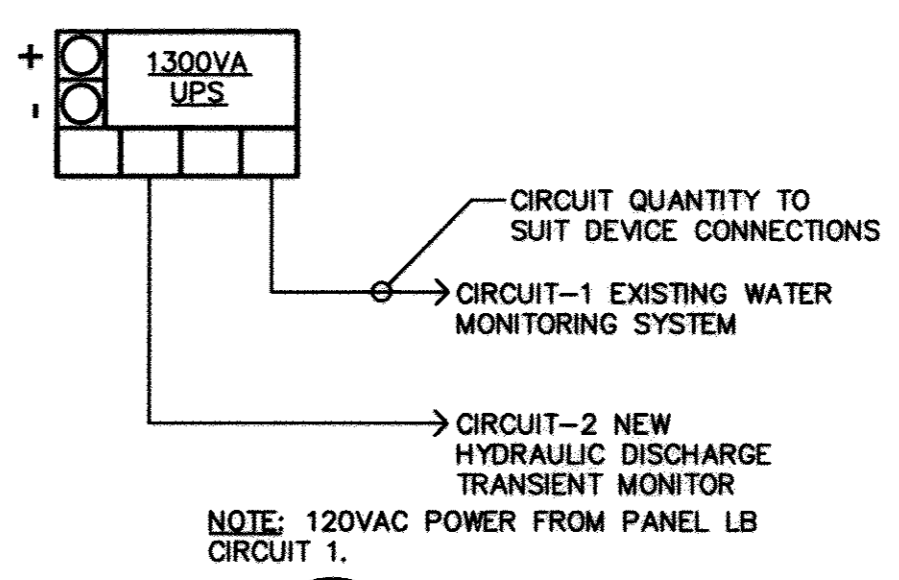 +
1300VA
UPS
-
CIRCUIT QUANTITY TO
SUIT DEVICE CONNECTIONS
CIRCUIT-1 EXISTING WATER
MONITORING SYSTEM
CIRCUIT-2 NEW
HYDRAULIC DISCHARGE
TRANSIENT MONITOR
NOTE: 120VAC POWER FROM PANEL LB
CIRCUIT 1.